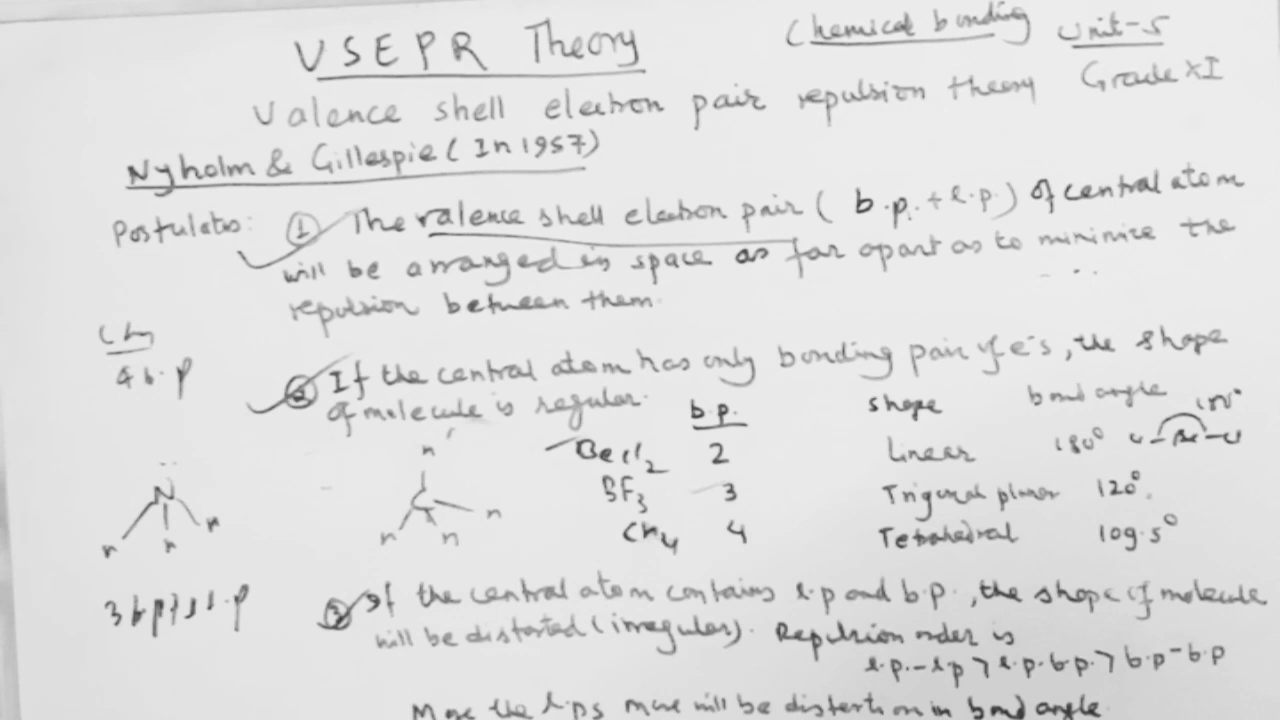 VSEPR Theory
Chemical bonding Unit-5
Valence shell electron pair repulsion theory Grade XI
Nyholm & Gillespie (In 1957)
Postulates: ① The valence shell electron pair (b.p. + l.p.) of central atom
will be arranged in space as far apart as to minimize the
repulsion between them.
4 b.p
② If the central atom has only bonding pair of e's, the shape
of molecule is regular.
b.p. shape bond angle
BeCl2 2 Linear 180°
BF3 3 Trigonal planar 120°.
CH4 4 Tetrahedral 109.5°
N
H H H
H
C
H H H
3 b.p + 1 l.p
③ If the central atom contains l.p and b.p., the shape of molecule
will be distorted (irregular). Repulsion order is
l.p.-l.p > l.p.-b.p. > b.p-b.p
More the l.ps more will be distortion in bond angle.